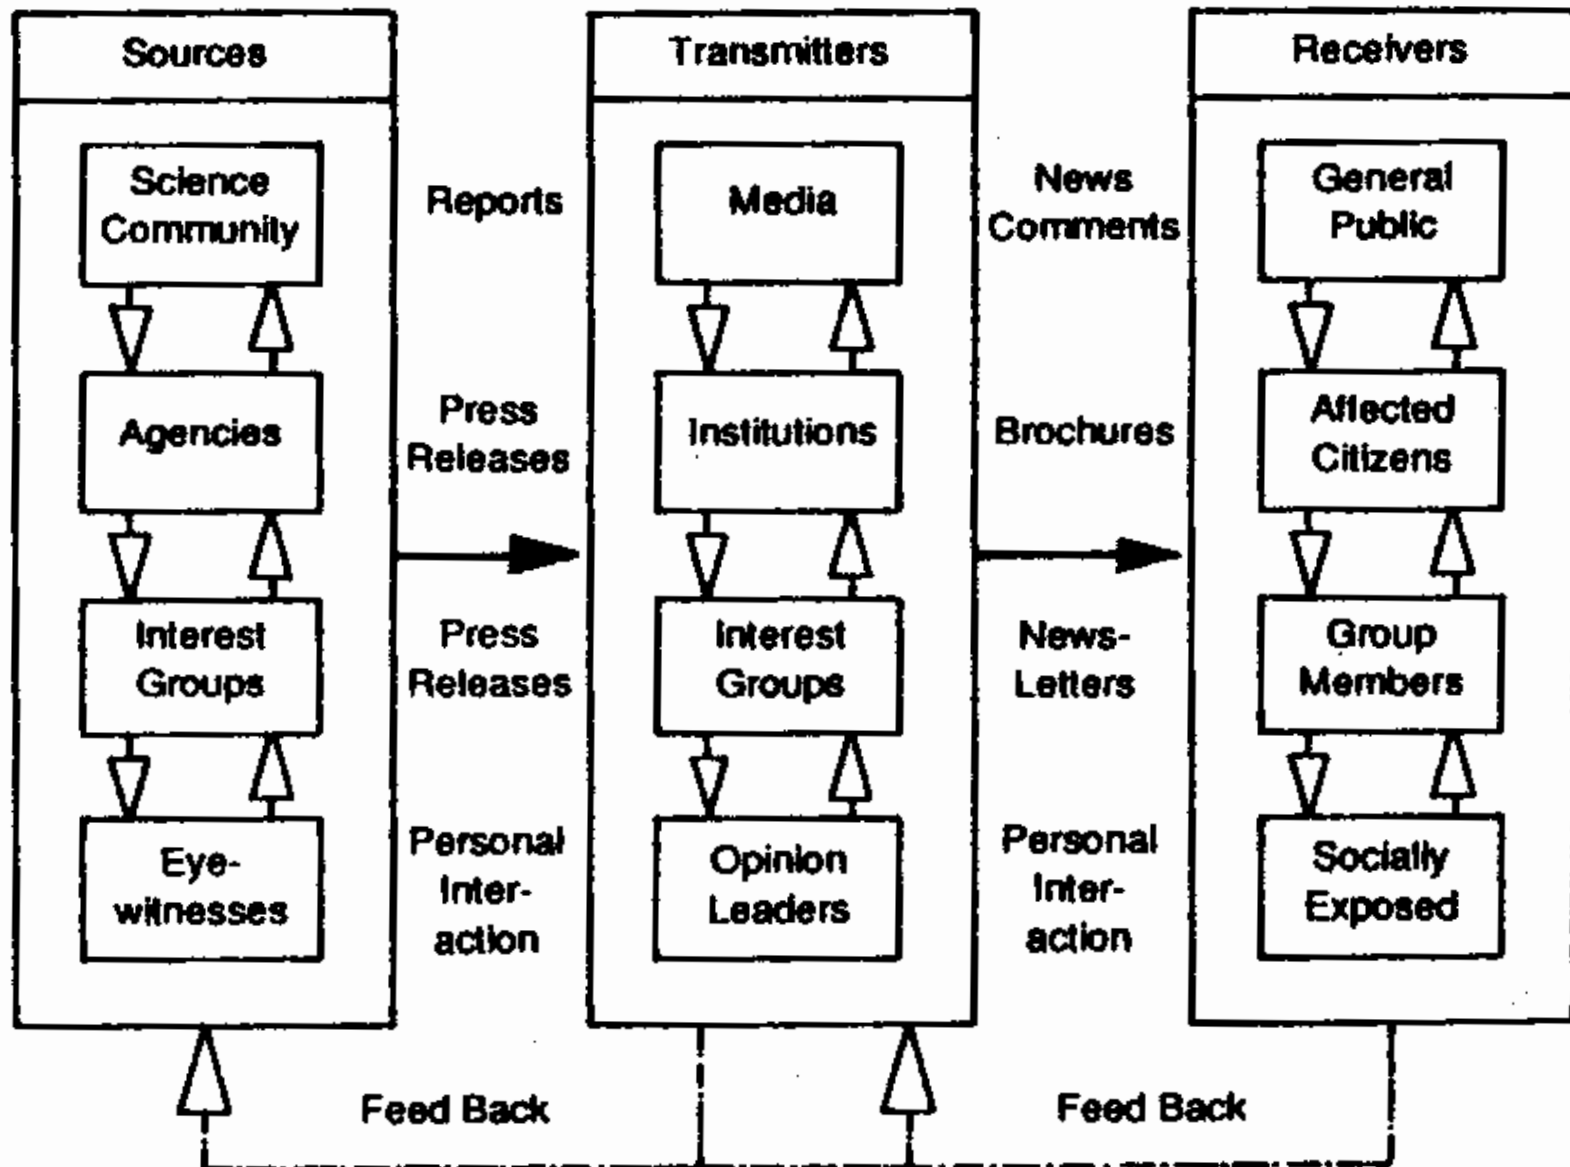 Sources
Science
Community
Agencies
Interest
Groups
Eye-
witnesses
Reports
Press
Releases
Press
Releases
Personal
Inter-
action
Transmitters
Media
Institutions
Interest
Groups
Opinion
Leaders
News
Comments
Brochures
News-
Letters
Personal
Inter-
action
Receivers
General
Public
Affected
Citizens
Group
Members
Socially
Exposed
Feed Back
Feed Back